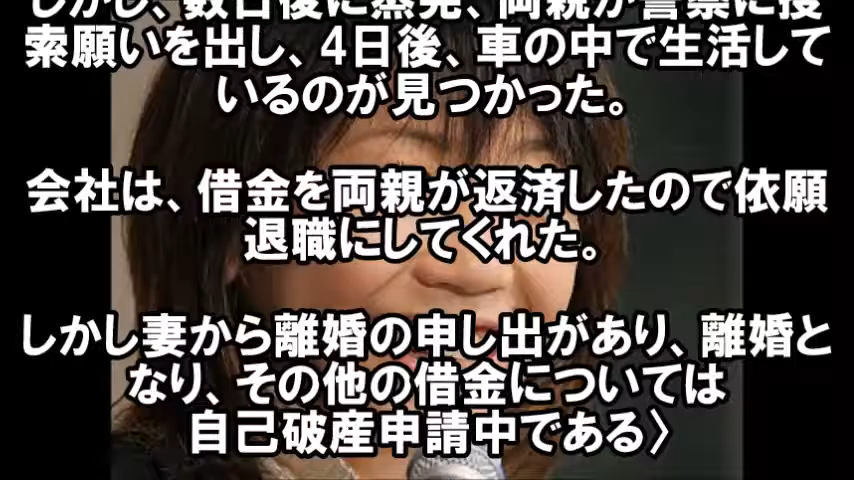 しかし、数日後に蒸発、両親が警察に捜
索願いを出し、4日後、車の中で生活して
いるのが見つかった。
会社は、借金を両親が返済したので依願
退職にしてくれた。
しかし妻から離婚の申し出があり、離婚と
なり、その他の借金については
自己破産申請中である〉